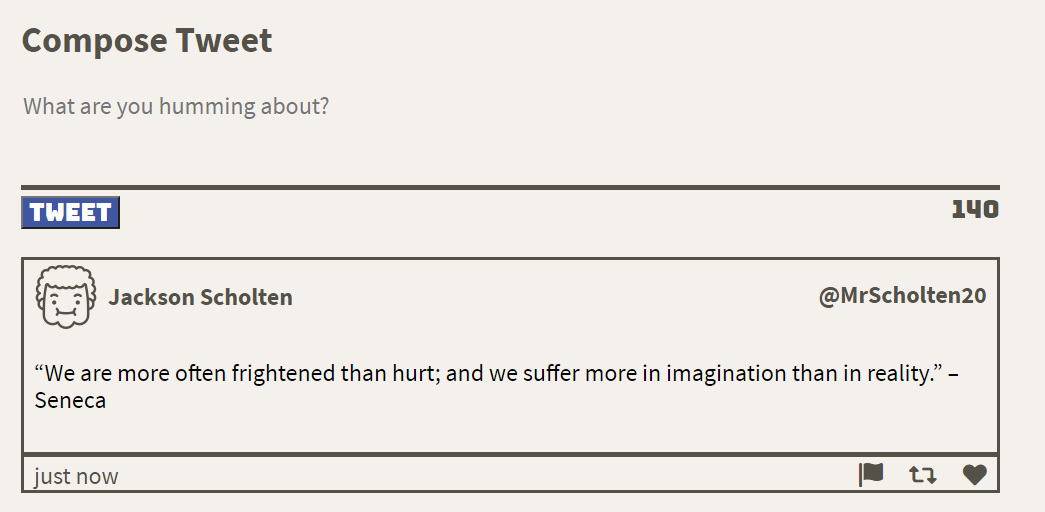 Compose Tweet
What are you humming about?
TWEET
140
Jackson Scholten
@MrScholten20
“We are more often frightened than hurt; and we suffer more in imagination than in reality.” –
Seneca
just now